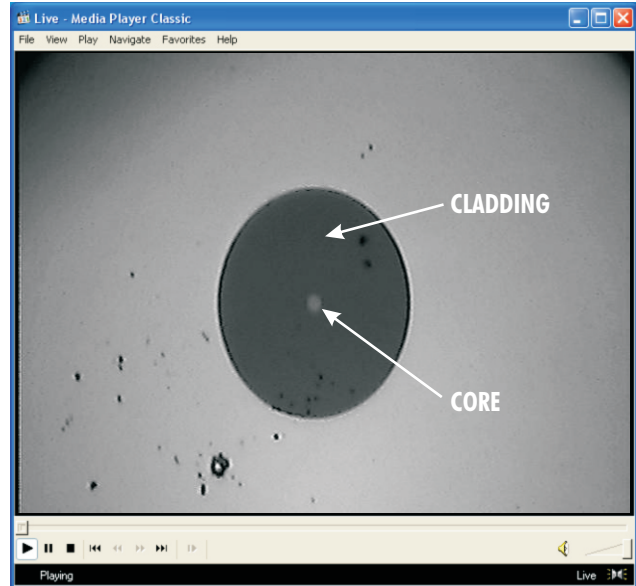 Live - Media Player Classic
File View Play Navigate Favorites Help
CLADDING
CORE
Playing
Live